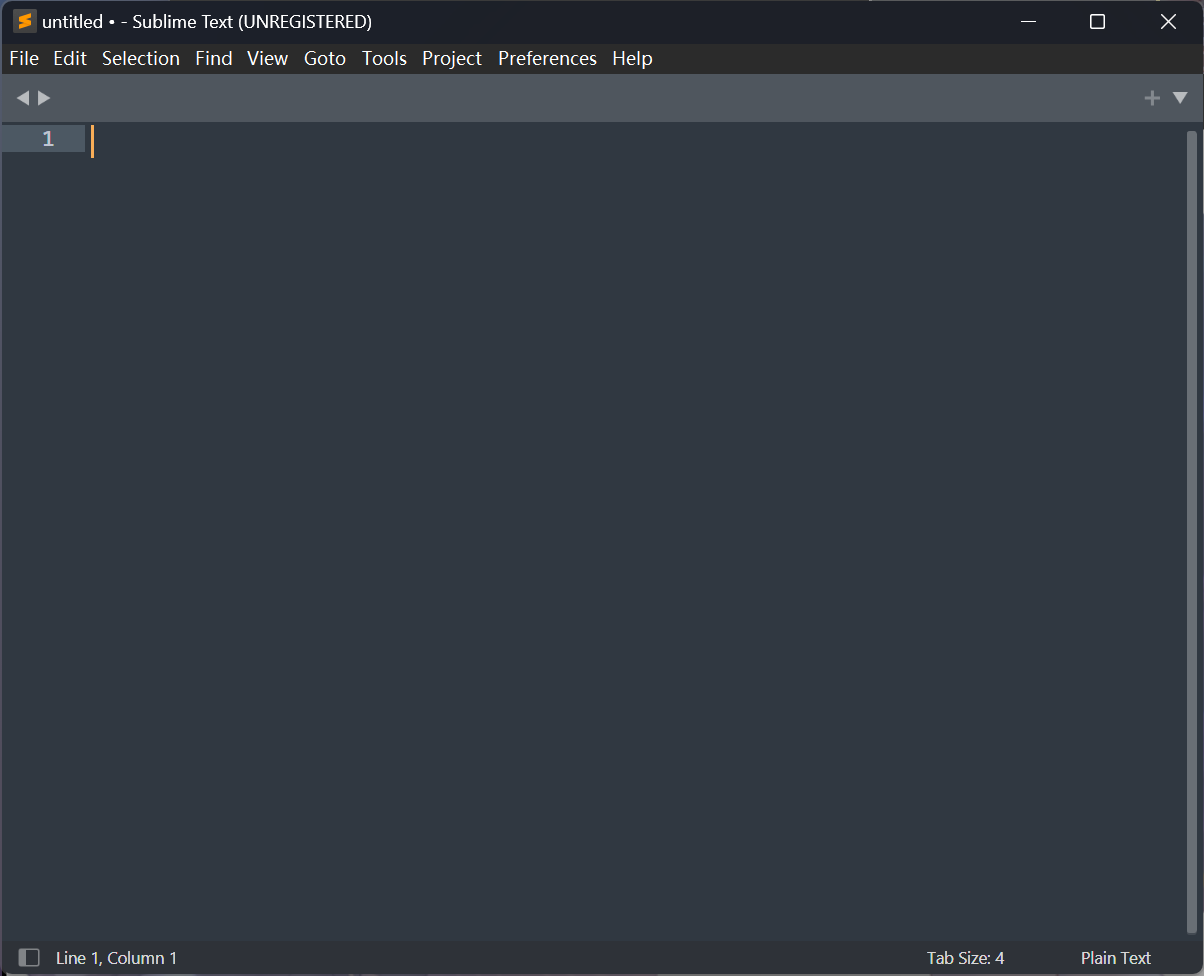 untitled • - Sublime Text (UNREGISTERED)
File Edit Selection Find View Goto Tools Project Preferences Help
1
Line 1, Column 1 Tab Size: 4 Plain Text